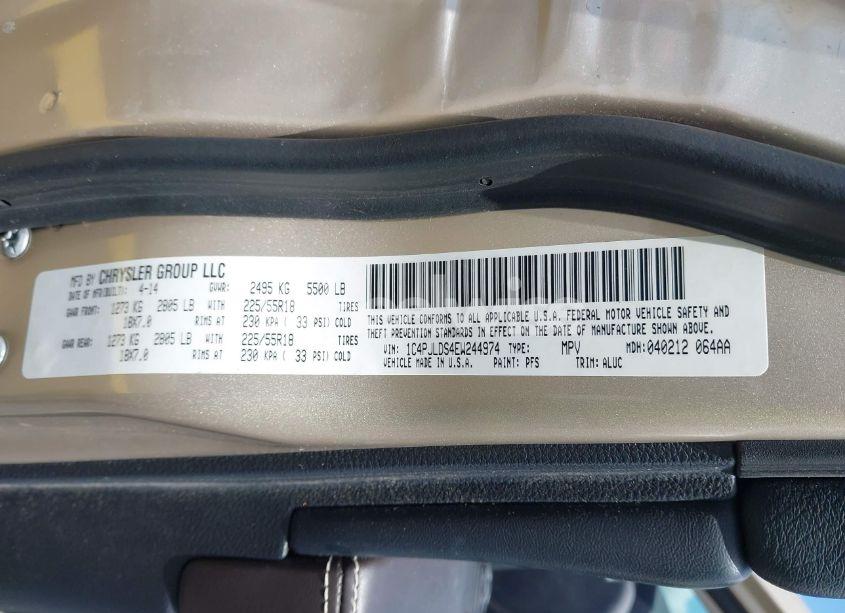 MFD BY CHRYSLER GROUP LLC
DATE OF MFR(BUILT): 4-14 GVWR: 2495 KG 5500 LB
GAWR FRONT: 1273 KG 2805 LB WITH 225/55R18 TIRES
18X7.0 RIMS AT 230 KPA ( 33 PSI) COLD
GAWR REAR: 1273 KG 2805 LB WITH 225/55R18 TIRES
18X7.0 RIMS AT 230 KPA ( 33 PSI) COLD
THIS VEHICLE CONFORMS TO ALL APPLICABLE U.S.A. FEDERAL MOTOR VEHICLE SAFETY AND
THEFT PREVENTION STANDARDS IN EFFECT ON THE DATE OF MANUFACTURE SHOWN ABOVE.
VIN: 1C4PJLDS4EW244974 TYPE: MPV MDH:040212 064AA
VEHICLE MADE IN U.S.A. PAINT: PFS TRIM: ALUC